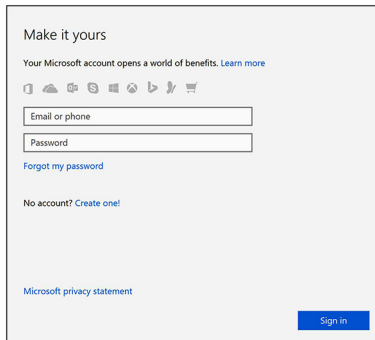 Make it yours
Your Microsoft account opens a world of benefits. Learn more
Email or phone
Password
Forgot my password
No account? Create one!
Microsoft privacy statement
Sign in